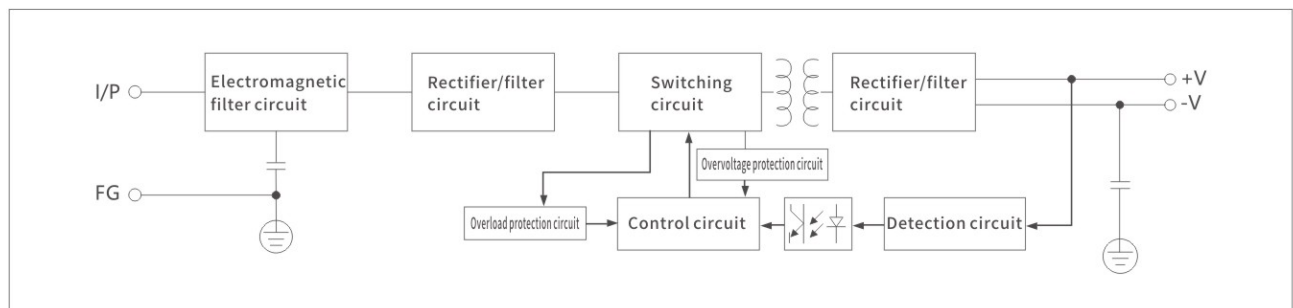 I/P
Electromagnetic
filter circuit
Rectifier/filter
circuit
Switching
circuit
Rectifier/filter
circuit
+V
-V
Overvoltage protection circuit
FG
Overload protection circuit
Control circuit
Detection circuit